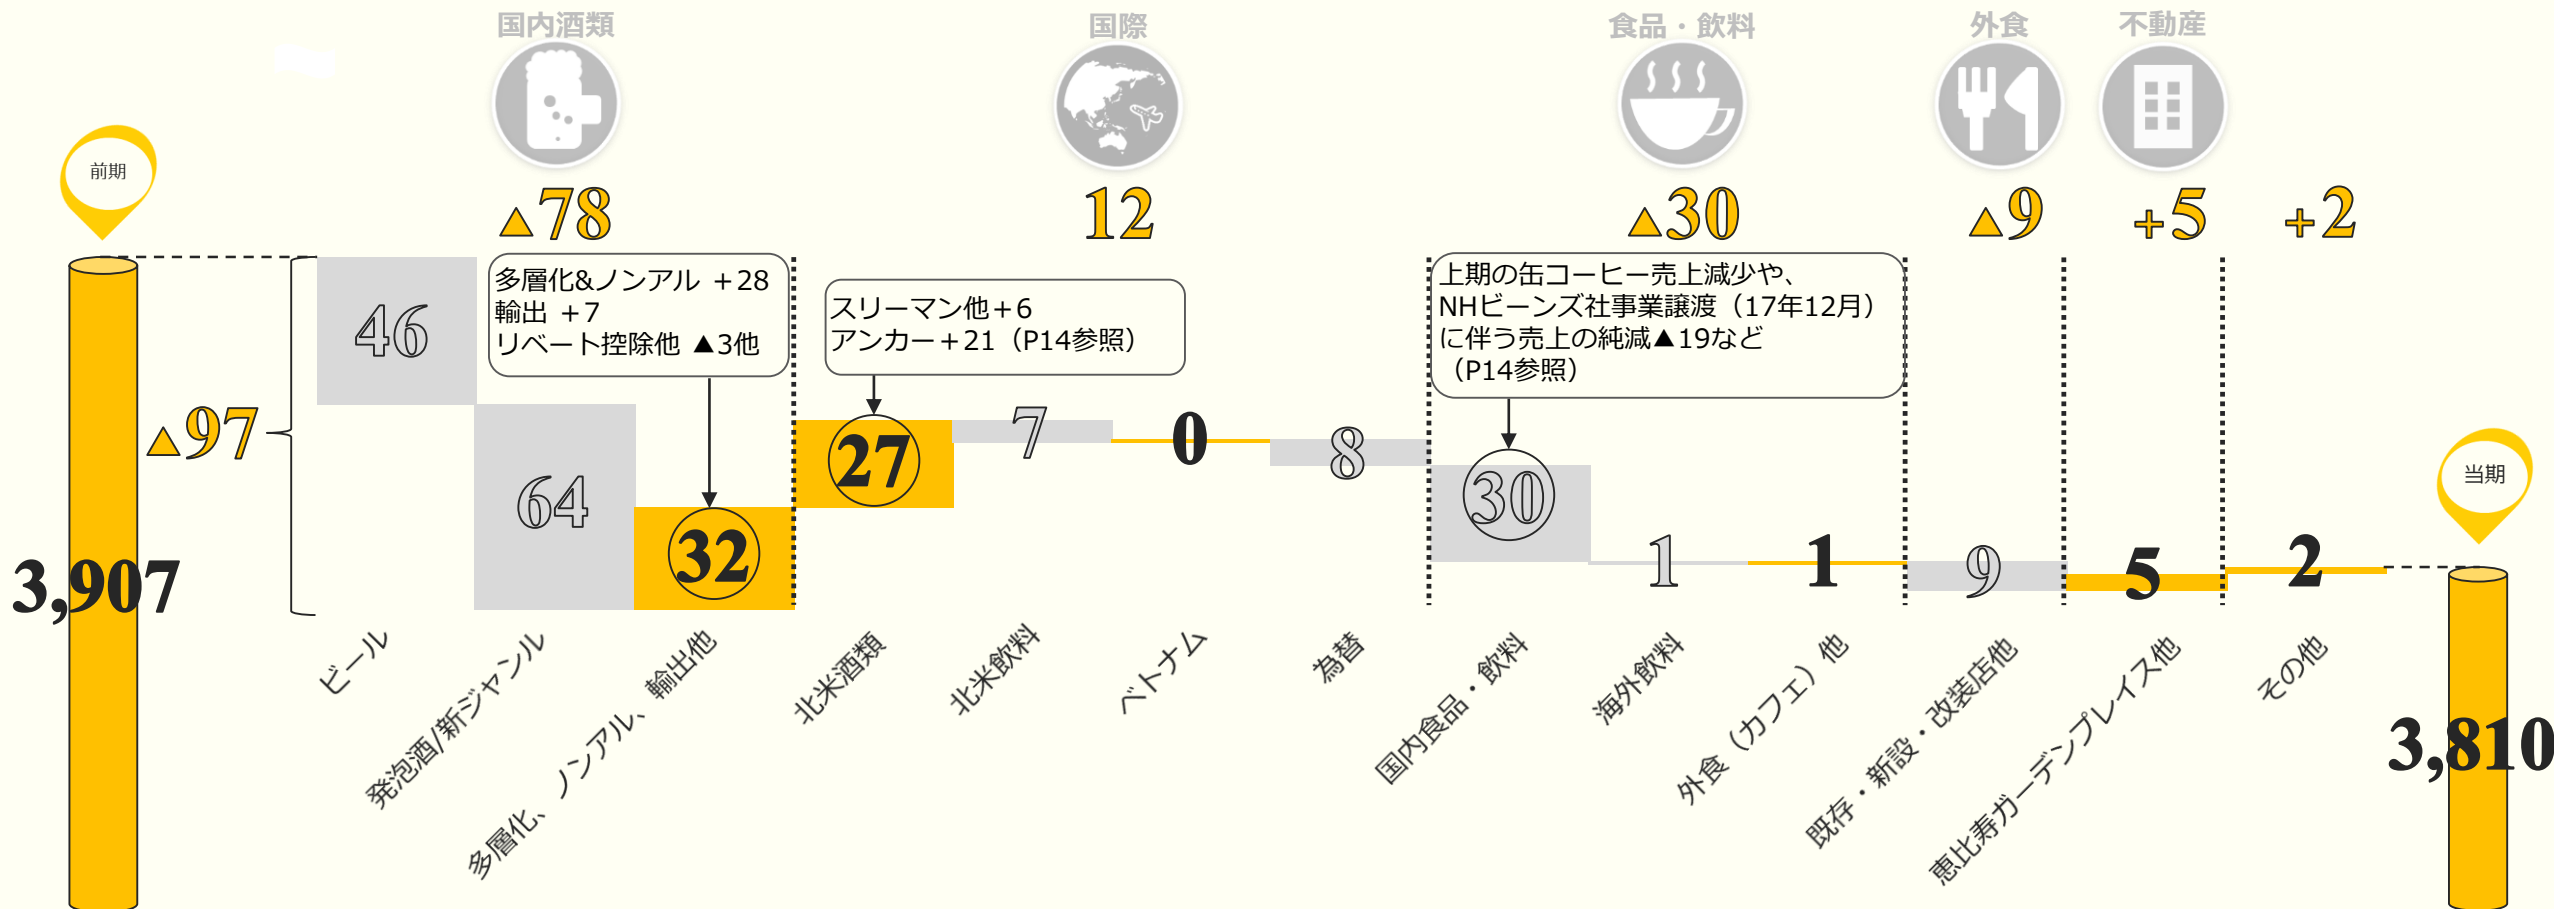 国内酒類
国際
食品・飲料
外食
不動産
前期
▲78
12
▲30
▲9
+5
+2
多層化&ノンアル ＋28
輸出 ＋7
リベート控除他 ▲3他
スリーマン他＋6
アンカー＋21（P14参照）
上期の缶コーヒー売上減少や、
NHビーンズ社事業譲渡（17年12月）
に伴う売上の純減▲19など
（P14参照）
▲97
46
64
32
27
7
0
8
30
1
1
9
5
2
当期
3,907
3,810
ビール
発泡酒/新ジャンル
多層化、ノンアル、輸出他
北米酒類
北米飲料
ベトナム
為替
国内食品・飲料
海外飲料
外食（カフェ）他
既存・新設・改装店他
恵比寿ガーデンプレイス他
その他